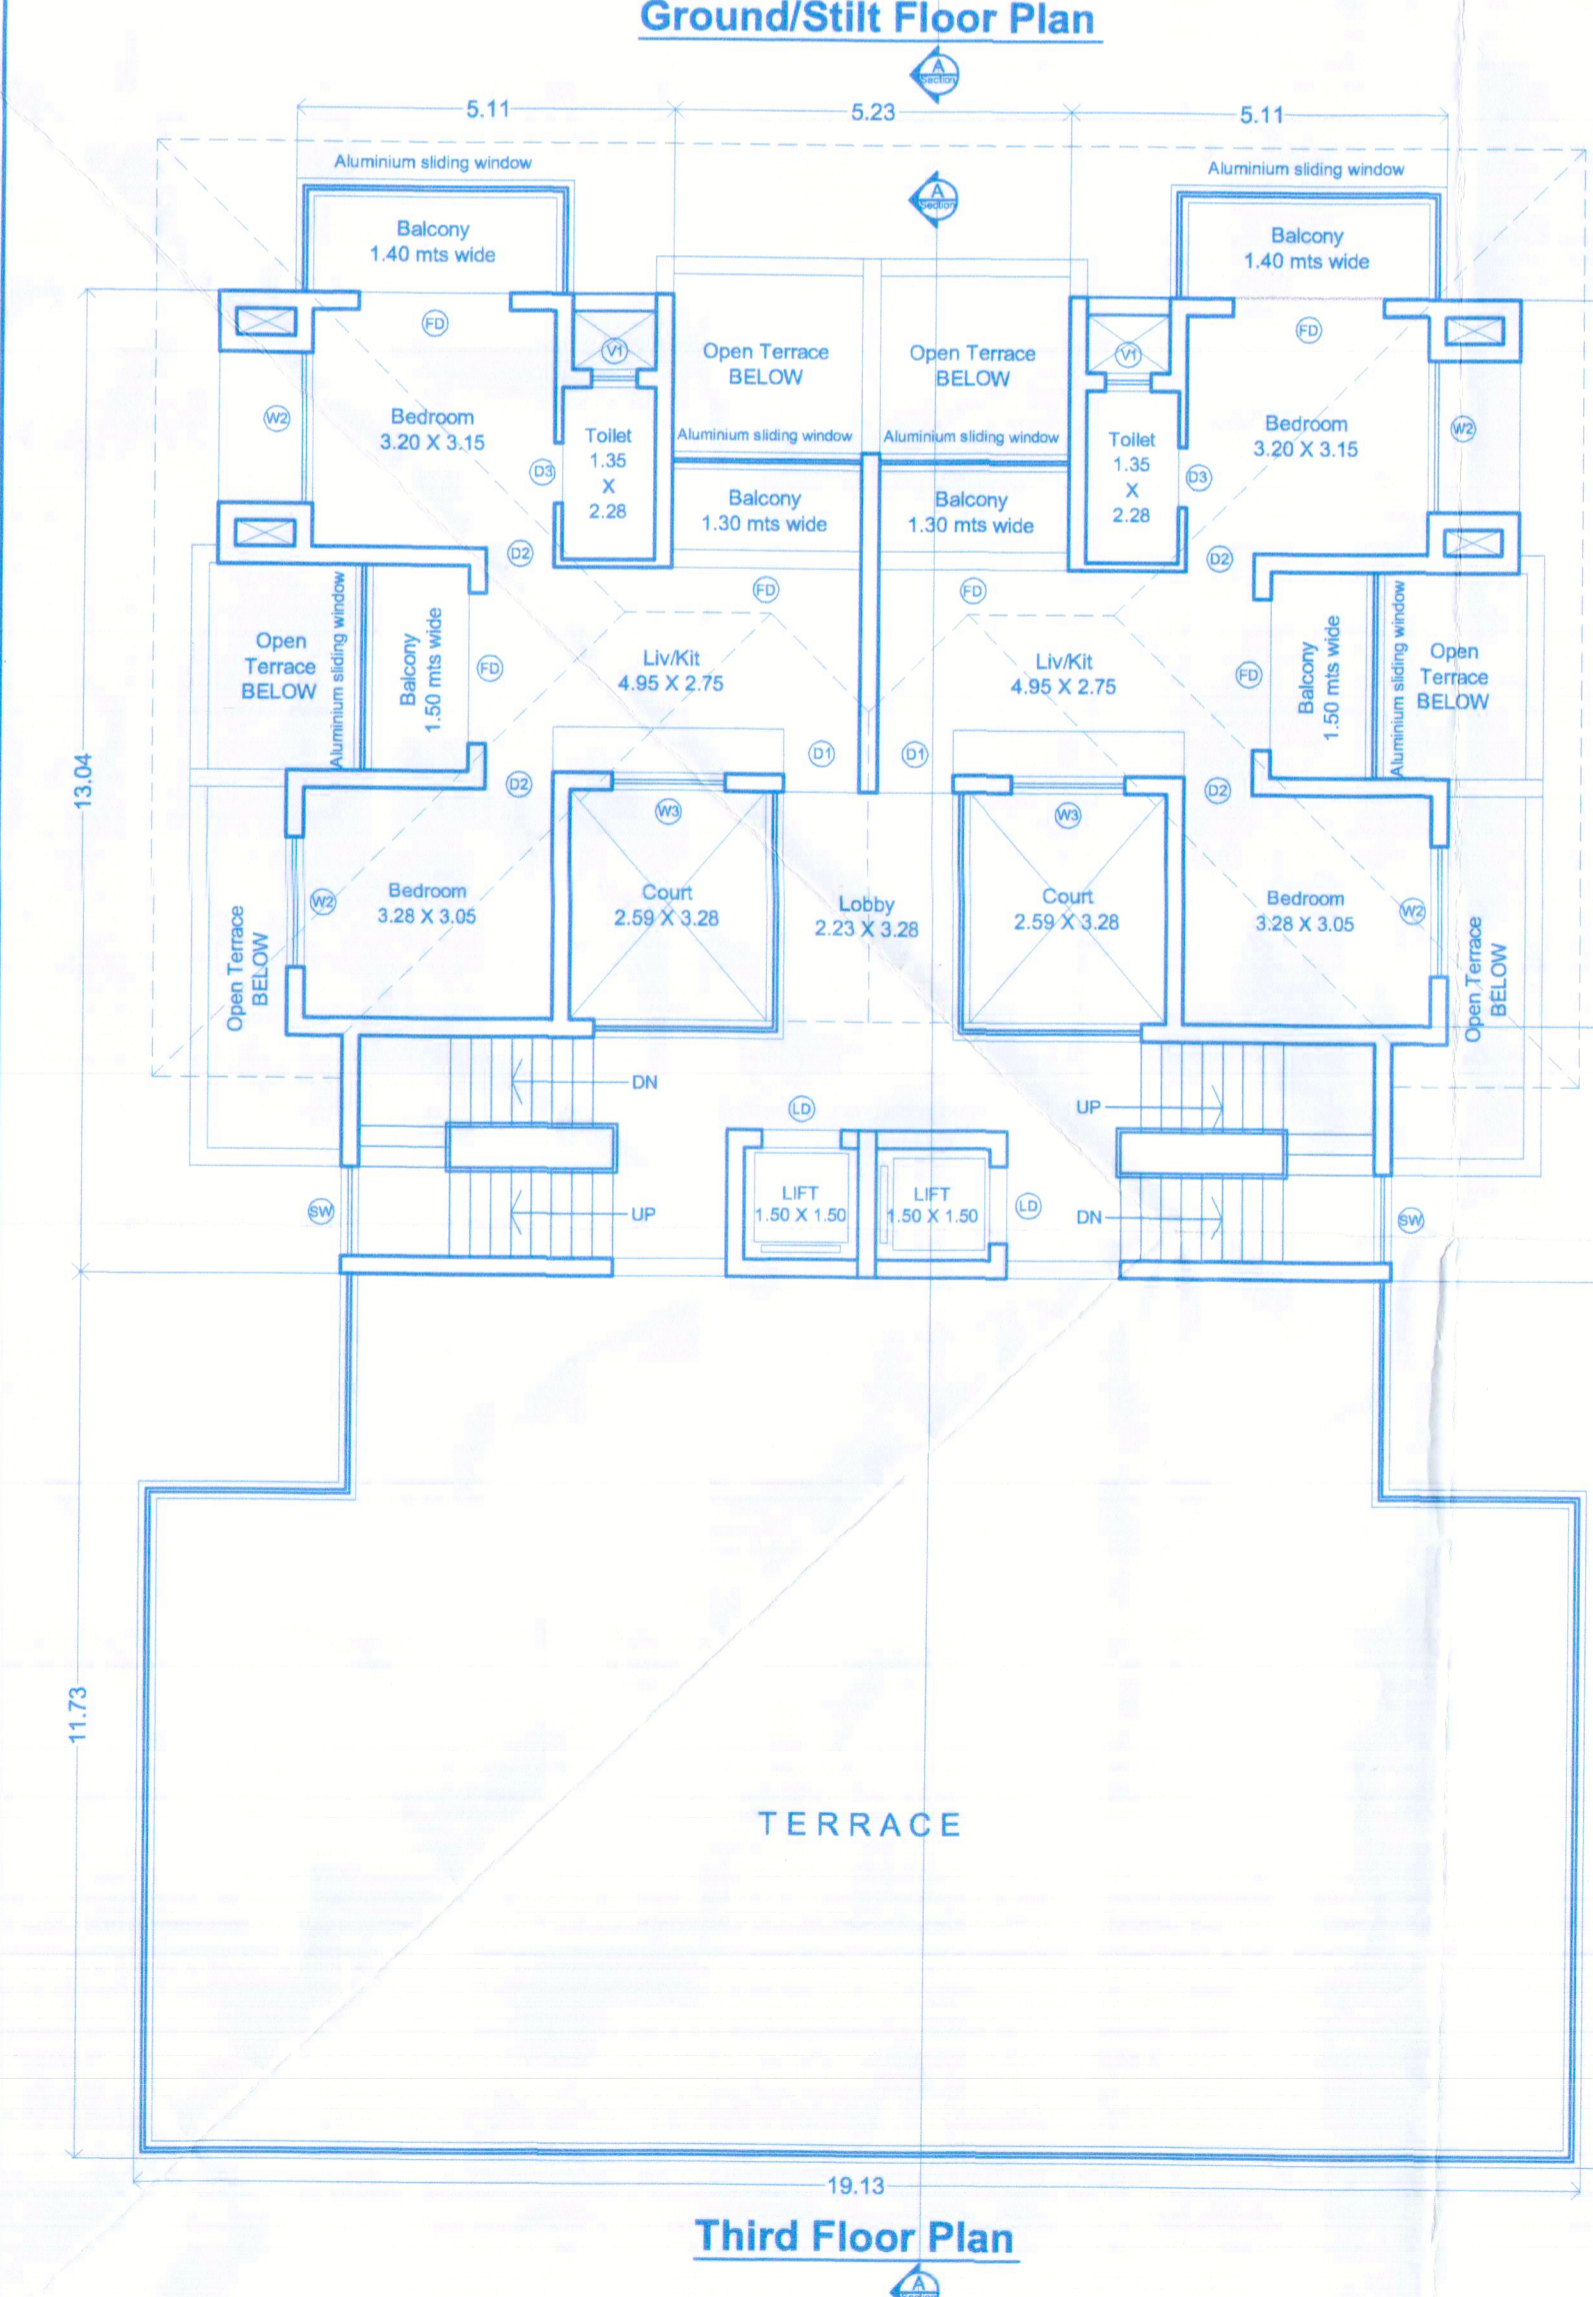 Ground/Stilt Floor Plan
A
Section
5.11
5.23
5.11
Aluminium sliding window
Aluminium sliding window
A
Section
Balcony
1.40 mts wide
Balcony
1.40 mts wide
FD
FD
V1
V1
Open Terrace
BELOW
Open Terrace
BELOW
W2
Bedroom
3.20 X 3.15
Bedroom
3.20 X 3.15
W2
Toilet
1.35
X
2.28
Aluminium sliding window
Aluminium sliding window
Toilet
1.35
X
2.28
D3
D3
Balcony
1.30 mts wide
Balcony
1.30 mts wide
D2
D2
FD
FD
Open
Terrace
BELOW
Aluminium sliding window
Balcony
1.50 mts wide
FD
Liv/Kit
4.95 X 2.75
Liv/Kit
4.95 X 2.75
FD
Balcony
1.50 mts wide
Aluminium sliding window
Open
Terrace
BELOW
13.04
D1
D1
D2
D2
W3
W3
W2
Bedroom
3.28 X 3.05
Court
2.59 X 3.28
Lobby
2.23 X 3.28
Court
2.59 X 3.28
Bedroom
3.28 X 3.05
W2
Open Terrace
BELOW
Open Terrace
BELOW
DN
LD
UP
LIFT
1.50 X 1.50
LIFT
1.50 X 1.50
SW
UP
LD
DN
SW
11.73
TERRACE
19.13
Third Floor Plan
A